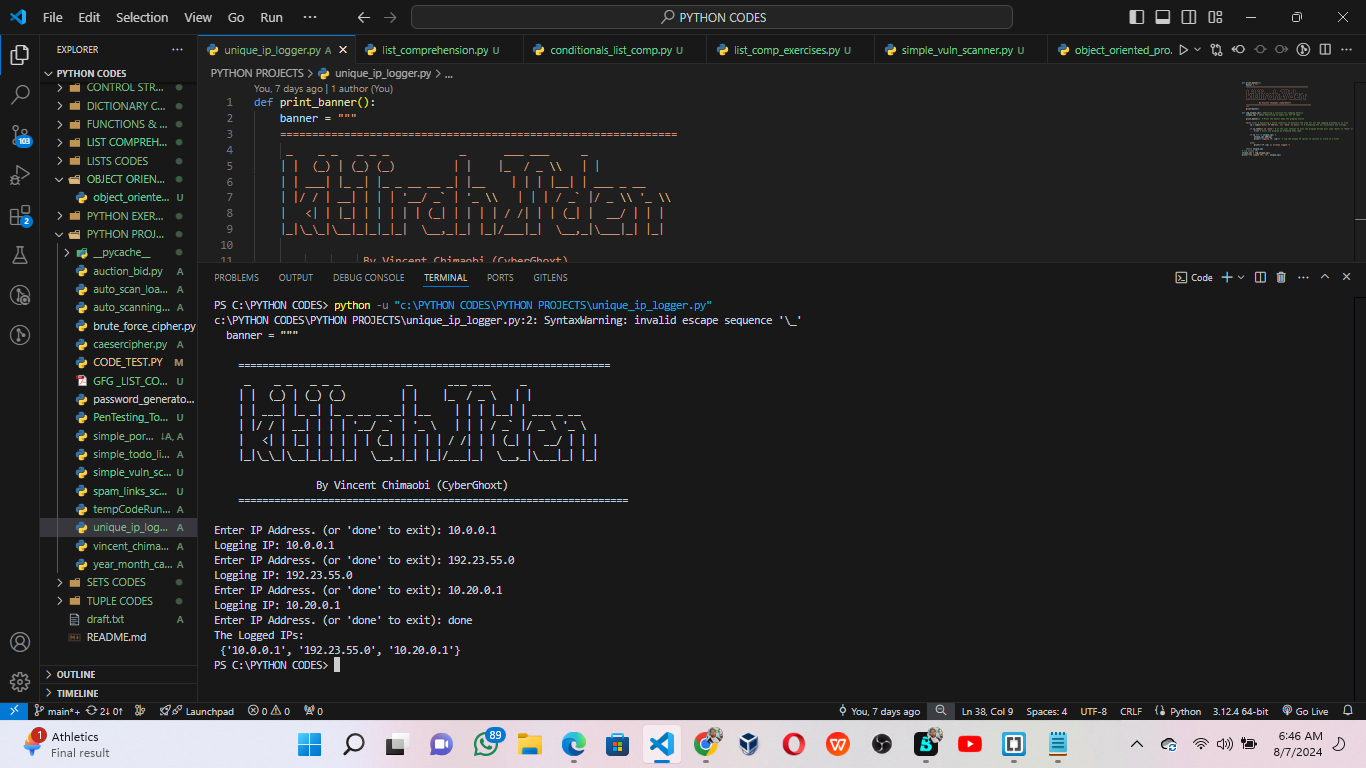 File Edit Selection View Go Run ··· PYTHON CODES
EXPLORER ···
PYTHON CODES
CONTROL STR...
DICTIONARY C...
FUNCTIONS & ...
LIST COMPREH...
LISTS CODES
OBJECT ORIEN...
object_oriente... U
PYTHON EXER...
PYTHON PROJ...
__pycache__
auction_bid.py A
auto_scan_loa... A
auto_scanning... A
brute_force_cipher.py
caesercipher.py A
CODE_TEST.PY M
GFG _LIST_CO... U
password_generato...
PenTesting_To... U
simple_por... ↓A, A
simple_todo_li... A
simple_vuln_sc... U
spam_links_sc... U
tempCodeRun... A
unique_ip_log... A
vincent_chima... A
year_month_ca... A
SETS CODES
TUPLE CODES
draft.txt A
README.md
OUTLINE
TIMELINE
103
2
unique_ip_logger.py A list_comprehension.py U conditionals_list_comp.py U list_comp_exercises.py U simple_vuln_scanner.py U object_oriented_pro.
PYTHON PROJECTS > unique_ip_logger.py > ...
You, 7 days ago | 1 author (You)
1 def print_banner():
2 banner = """
3 ==================================================================
4
5
6
7
8
9
10
11 By Vincent Chimaobi (CyberGhoxt)
PROBLEMS OUTPUT DEBUG CONSOLE TERMINAL PORTS GITLENS Code
PS C:\PYTHON CODES> python -u "c:\PYTHON CODES\PYTHON PROJECTS\unique_ip_logger.py"
c:\PYTHON CODES\PYTHON PROJECTS\unique_ip_logger.py:2: SyntaxWarning: invalid escape sequence '\_'
banner = """
==============================================================
By Vincent Chimaobi (CyberGhoxt)
=================================================================
Enter IP Address. (or 'done' to exit): 10.0.0.1
Logging IP: 10.0.0.1
Enter IP Address. (or 'done' to exit): 192.23.55.0
Logging IP: 192.23.55.0
Enter IP Address. (or 'done' to exit): 10.20.0.1
Logging IP: 10.20.0.1
Enter IP Address. (or 'done' to exit): done
The Logged IPs:
{'10.0.0.1', '192.23.55.0', '10.20.0.1'}
PS C:\PYTHON CODES>
main*+ 2↓ 0↑ Launchpad 0 0 0 You, 7 days ago Ln 38, Col 9 Spaces: 4 UTF-8 CRLF Python 3.12.4 64-bit Go Live
1 Athletics
Final result
89
6:46 AM
8/7/2024